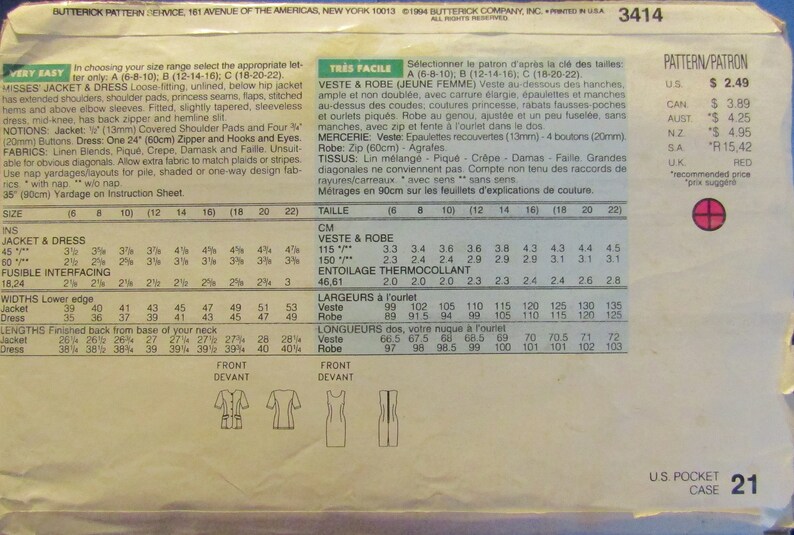 BUTTERICK PATTERN SERVICE, 161 AVENUE OF THE AMERICAS, NEW YORK 10013 ©1994 BUTTERICK COMPANY, INC. • PRINTED IN U.S.A. 3414
ALL RIGHTS RESERVED.
VERY EASY In choosing your size range select the appropriate let-
ter only: A (6-8-10); B (12-14-16); C (18-20-22).
MISSES' JACKET & DRESS Loose-fitting, unlined, below hip jacket
has extended shoulders, shoulder pads, princess seams, flaps, stitched
hems and above elbow sleeves. Fitted, slightly tapered, sleeveless
dress, mid-knee, has back zipper and hemline slit.
NOTIONS: Jacket: ½" (13mm) Covered Shoulder Pads and Four ¾"
(20mm) Buttons. Dress: One 24" (60cm) Zipper and Hooks and Eyes.
FABRICS: Linen Blends, Piqué, Crepe, Damask and Faille. Unsuit-
able for obvious diagonals. Allow extra fabric to match plaids or stripes.
Use nap yardages/layouts for pile, shaded or one-way design fab-
rics. * with nap. ** w/o nap.
35" (90cm) Yardage on Instruction Sheet.
SIZE (6 8 10) (12 14 16) (18 20 22)
INS
JACKET & DRESS
45 */** 3½ 3⅝ 3⅞ 3⅞ 4⅛ 4⅝ 4⅝ 4¾ 4⅞
60 */** 2½ 2⅝ 2⅝ 3⅛ 3⅛ 3⅛ 3⅜ 3⅜ 3⅜
FUSIBLE INTERFACING
18,24 2⅛ 2⅛ 2⅛ 2½ 2½ 2⅝ 2⅝ 2¾ 3
WIDTHS Lower edge
Jacket 39 40 41 43 45 47 49 51 53
Dress 35 36 37 39 41 43 45 47 49
LENGTHS Finished back from base of your neck
Jacket 26¼ 26½ 26¾ 27 27¼ 27½ 27¾ 28 28¼
Dress 38¼ 38½ 38¾ 39 39¼ 39½ 39¾ 40 40¼
TRÈS FACILE Sélectionner le patron d'après la clé des tailles:
A (6-8-10); B (12-14-16); C (18-20-22).
VESTE & ROBE (JEUNE FEMME) Veste au-dessous des hanches,
ample et non doublée, avec carrure élargie, épaulettes et manches
au-dessus des coudes; coutures princesse, rabats fausses-poches
et ourlets piqués. Robe au genou, ajustée et un peu fuselée, sans
manches, avec zip et fente à l'ourlet dans le dos.
MERCERIE: Veste: Epaulettes recouvertes (13mm) - 4 boutons (20mm).
Robe: Zip (60cm) - Agrafes.
TISSUS: Lin mélangé - Piqué - Crêpe - Damas - Faille. Grandes
diagonales ne conviennent pas. Compte non tenu des raccords de
rayures/carreaux. * avec sens ** sans sens.
Métrages en 90cm sur les feuillets d'explications de couture.
TAILLE (6 8 10) (12 14 16) (18 20 22)
CM
VESTE & ROBE
115 */** 3.3 3.4 3.6 3.6 3.8 4.3 4.3 4.4 4.5
150 */** 2.3 2.4 2.4 2.9 2.9 2.9 3.1 3.1 3.1
ENTOILAGE THERMOCOLLANT
46,61 2.0 2.0 2.0 2.3 2.3 2.4 2.4 2.6 2.8
LARGEURS à l'ourlet
Veste 99 102 105 110 115 120 125 130 135
Robe 89 91.5 94 99 105 110 115 120 125
LONGUEURS dos, votre nuque à l'ourlet
Veste 66.5 67.5 68 68.5 69 70 70.5 71 72
Robe 97 98 98.5 99 100 101 101 102 103
PATTERN/PATRON
U.S. $ 2.49
CAN. $ 3.89
AUST. *$ 4.25
N.Z. *$ 4.95
S.A. *R15,42
U.K. RED
*recommended price
*prix suggéré
FRONT
DEVANT
FRONT
DEVANT
U.S. POCKET
CASE 21